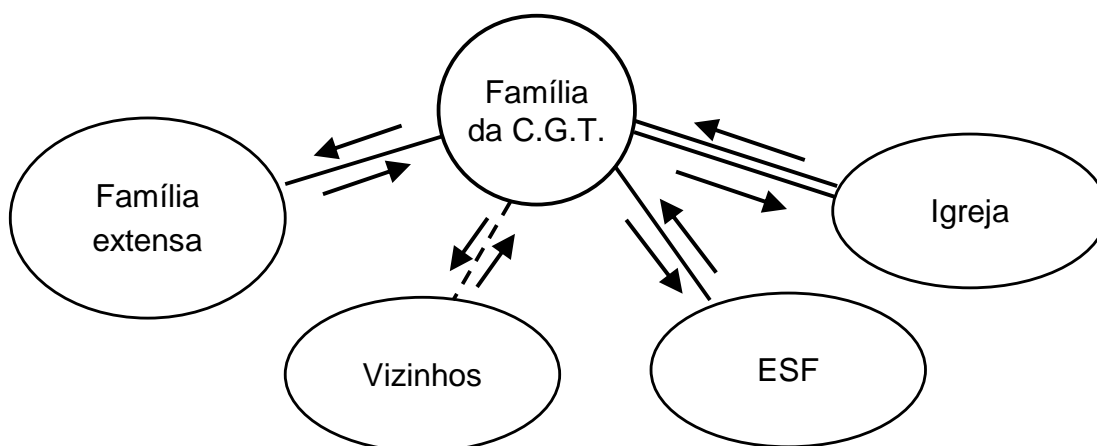 Família
da C.G.T.
Família
extensa
Igreja
Vizinhos
ESF